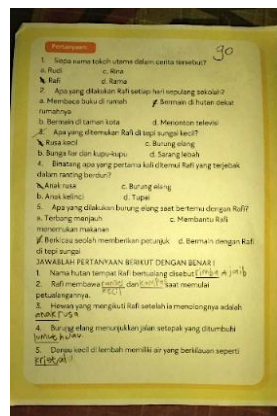 Pertanyaan
90
1. Siapa nama tokoh utama dalam cerita tersebut?
a. Rudi c. Rina
b. Rafi d. Rama
2. Apa yang dilakukan Rafi setiap hari sepulang sekolah?
a. Membaca buku di rumah c. Bermain di hutan dekat
rumahnya
b. Bermain di taman kota d. Menonton televisi
3. Apa yang ditemukan Rafi di tepi sungai kecil?
a. Rusa kecil c. Burung elang
b. Bunga liar dan kupu-kupu d. Sarang lebah
4. Binatang apa yang pertama kali ditemui Rafi yang terjebak
dalam ranting berduri?
a. Anak rusa c. Burung elang
b. Anak kelinci d. Tupai
5. Apa yang dilakukan burung elang saat bertemu dengan Rafi?
a. Terbang menjauh c. Membantu Rafi
menemukan makanan
b. Berkicau seolah memberikan petunjuk d. Bermain dengan Rafi
di tepi sungai
JAWABLAH PERTANYAAN BERIKUT DENGAN BENAR!
1. Nama hutan tempat Rafi bertualang disebut rimba ajaib
2. Rafi membawa ransel dan kompas saat memulai
kecil
petualangannya.
3. Hewan yang mengikuti Rafi setelah ia menolongnya adalah
anak rusa
4. Burung elang menunjukkan jalan setapak yang ditumbuhi
lumut hijau
5. Danau kecil di lembah memiliki air yang berkilauan seperti
kristal